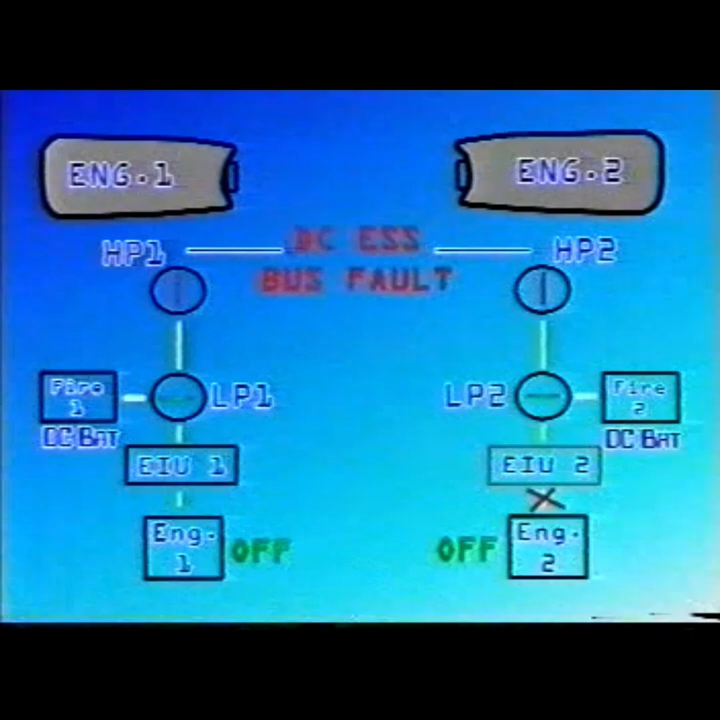 ENG.1
ENG.2
HP1
DC ESS
HP2
BUS FAULT
Fire
1
LP1
LP2
Fire
2
DC/BAT
DC/BAT
EIU 1
EIU 2
Eng.
1
OFF
OFF
Eng.
2